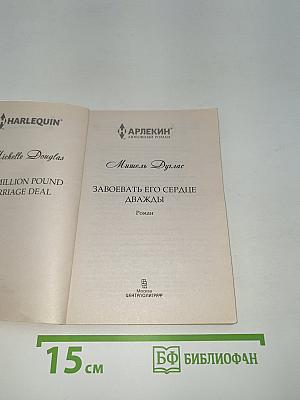 HARLEQUIN®
Michelle Douglas
MILLION POUND
RRIAGE DEAL
АРЛЕКИН®
ЛЮБОВНЫЙ РОМАН
Мишель Дуглас
ЗАВОЕВАТЬ ЕГО СЕРДЦЕ
ДВАЖДЫ
Роман
Москва
ЦЕНТРПОЛИГРАФ
15 см
БФ БИБЛИОФАН